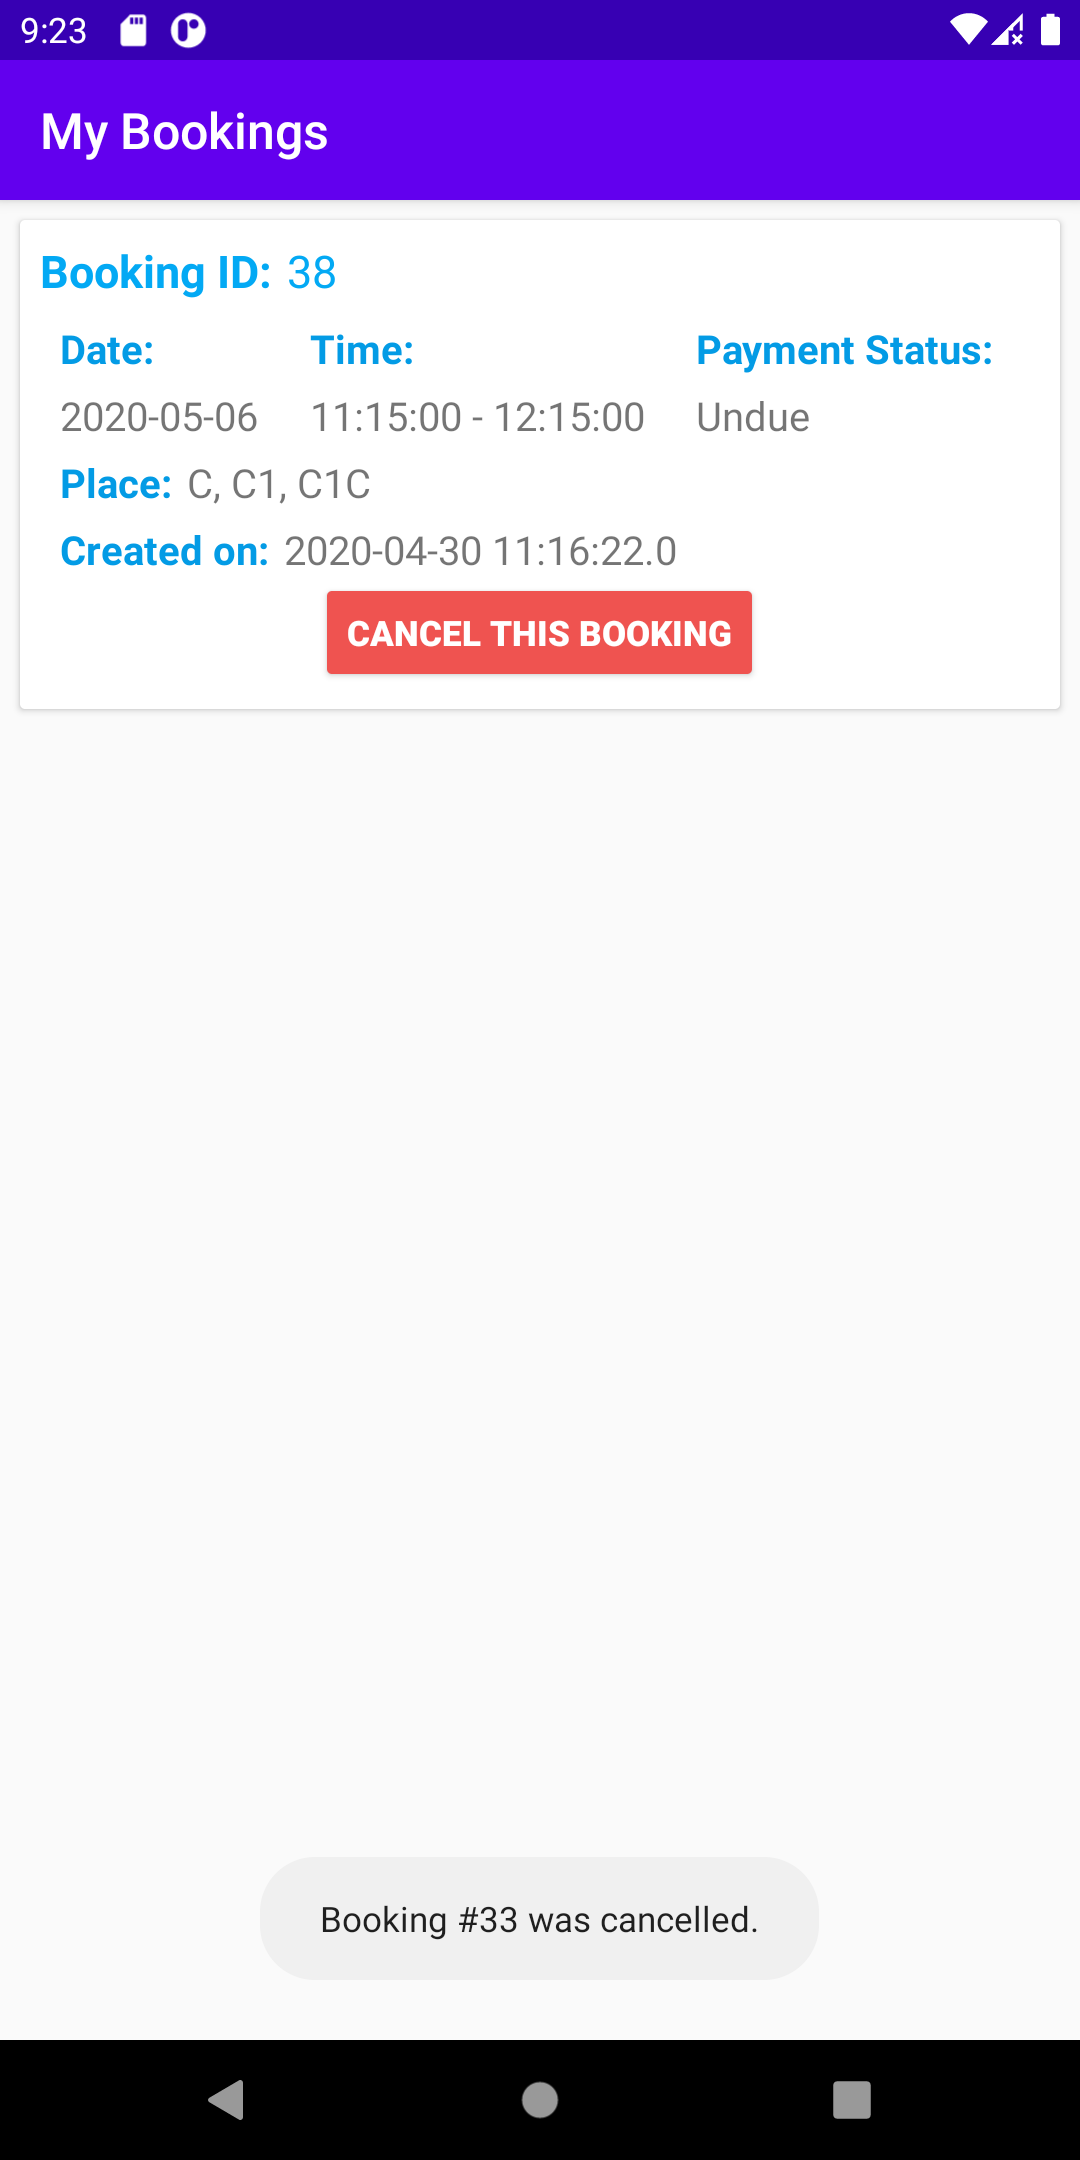 9:23
My Bookings
Booking ID: 38
Date: Time: Payment Status:
2020-05-06 11:15:00 - 12:15:00 Undue
Place: C, C1, C1C
Created on: 2020-04-30 11:16:22.0
CANCEL THIS BOOKING
Booking #33 was cancelled.